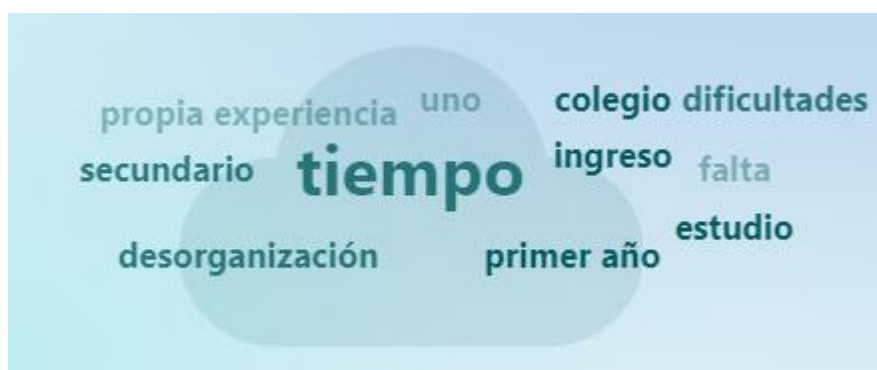 propia experiencia uno colegio dificultades
secundario tiempo ingreso falta
estudio
desorganización primer año